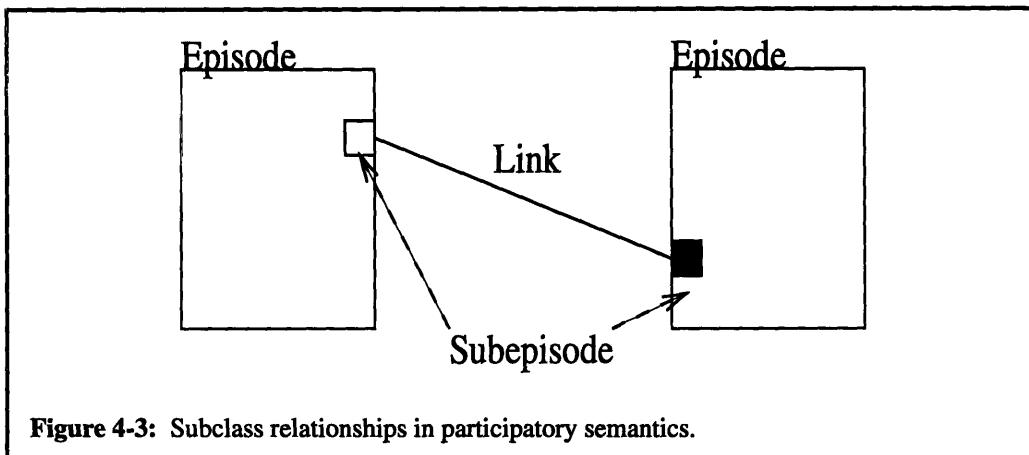 Episode
Episode
Link
Subepisode
Figure 4-3: Subclass relationships in participatory semantics.